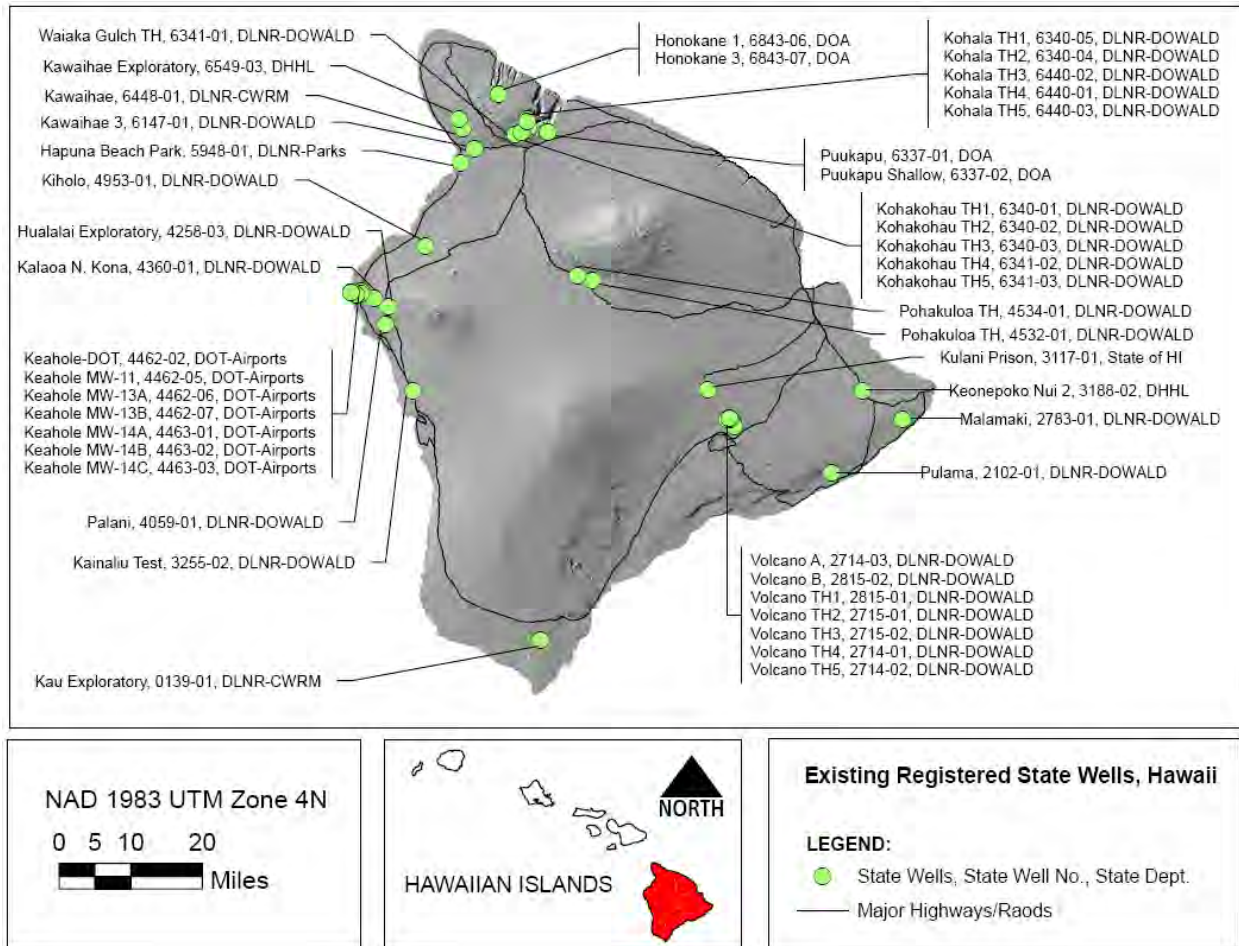 Waiaka Gulch TH, 6341-01, DLNR-DOWALD
Kawaihae Exploratory, 6549-03, DHHL
Kawaihae, 6448-01, DLNR-CWRM
Kawaihae 3, 6147-01, DLNR-DOWALD
Hapuna Beach Park, 5948-01, DLNR-Parks
Kiholo, 4953-01, DLNR-DOWALD
Hualalai Exploratory, 4258-03, DLNR-DOWALD
Kalaoa N. Kona, 4360-01, DLNR-DOWALD
Keahole-DOT, 4462-02, DOT-Airports
Keahole MW-11, 4462-05, DOT-Airports
Keahole MW-13A, 4462-06, DOT-Airports
Keahole MW-13B, 4462-07, DOT-Airports
Keahole MW-14A, 4463-01, DOT-Airports
Keahole MW-14B, 4463-02, DOT-Airports
Keahole MW-14C, 4463-03, DOT-Airports
Palani, 4059-01, DLNR-DOWALD
Kainaliu Test, 3255-02, DLNR-DOWALD
Kau Exploratory, 0139-01, DLNR-CWRM
Honokane 1, 6843-06, DOA
Honokane 3, 6843-07, DOA
Kohala TH1, 6340-05, DLNR-DOWALD
Kohala TH2, 6340-04, DLNR-DOWALD
Kohala TH3, 6440-02, DLNR-DOWALD
Kohala TH4, 6440-01, DLNR-DOWALD
Kohala TH5, 6440-03, DLNR-DOWALD
Puukapu, 6337-01, DOA
Puukapu Shallow, 6337-02, DOA
Kohakohau TH1, 6340-01, DLNR-DOWALD
Kohakohau TH2, 6340-02, DLNR-DOWALD
Kohakohau TH3, 6340-03, DLNR-DOWALD
Kohakohau TH4, 6341-02, DLNR-DOWALD
Kohakohau TH5, 6341-03, DLNR-DOWALD
Pohakuloa TH, 4534-01, DLNR-DOWALD
Pohakuloa TH, 4532-01, DLNR-DOWALD
Kulani Prison, 3117-01, State of HI
Keonepoko Nui 2, 3188-02, DHHL
Malamaki, 2783-01, DLNR-DOWALD
Pulama, 2102-01, DLNR-DOWALD
Volcano A, 2714-03, DLNR-DOWALD
Volcano B, 2815-02, DLNR-DOWALD
Volcano TH1, 2815-01, DLNR-DOWALD
Volcano TH2, 2715-01, DLNR-DOWALD
Volcano TH3, 2715-02, DLNR-DOWALD
Volcano TH4, 2714-01, DLNR-DOWALD
Volcano TH5, 2714-02, DLNR-DOWALD
NAD 1983 UTM Zone 4N
0 5 10 20
Miles
NORTH
HAWAIIAN ISLANDS
Existing Registered State Wells, Hawaii
LEGEND:
State Wells, State Well No., State Dept.
Major Highways/Raods